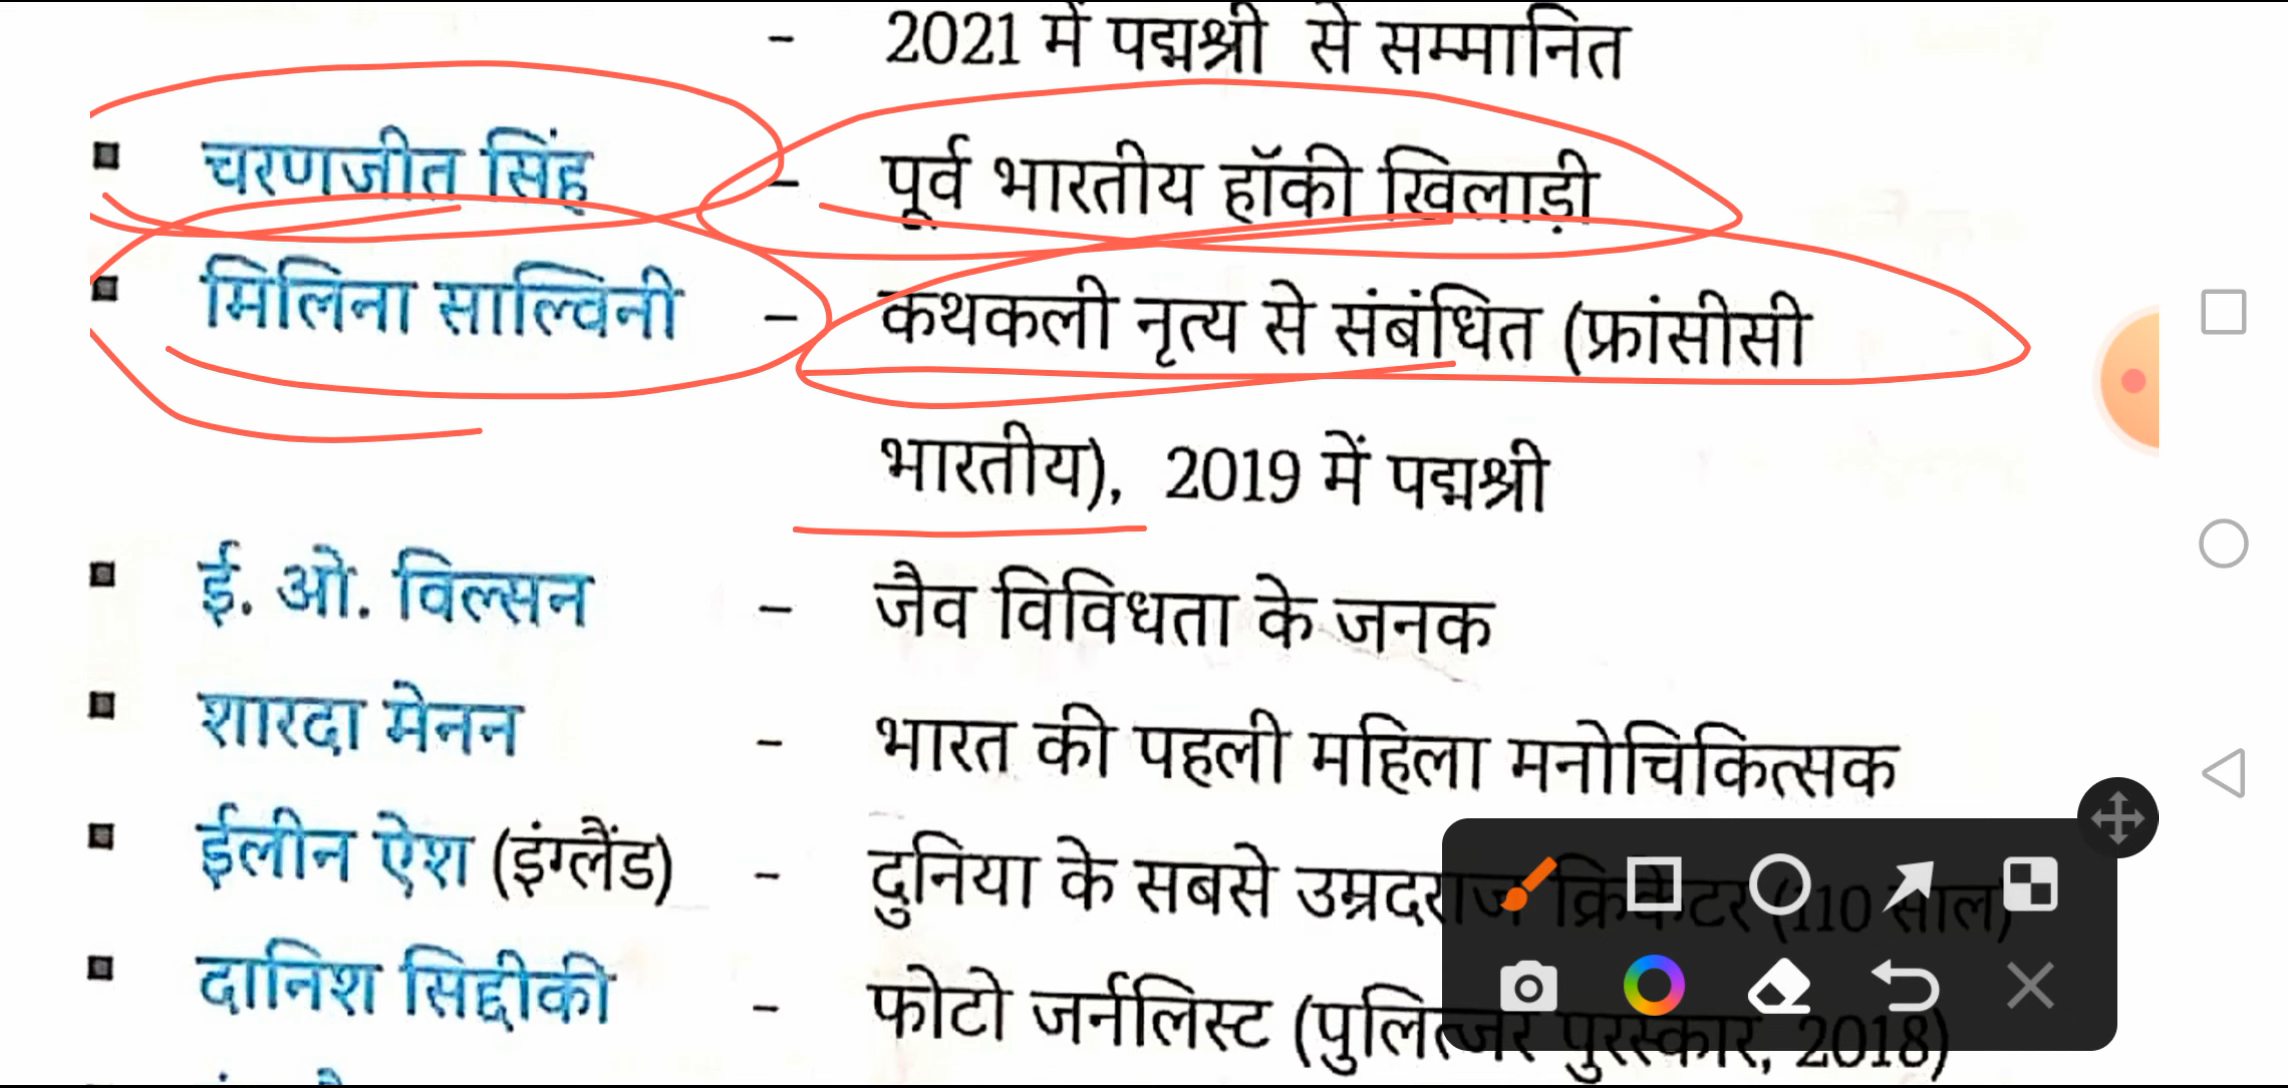 - 2021 में पद्मश्री से सम्मानित
▪ चरणजीत सिंह - पूर्व भारतीय हॉकी खिलाड़ी
▪ मिलिना साल्विनी – कथकली नृत्य से संबंधित (फ्रांसीसी
भारतीय), 2019 में पद्मश्री
▪ ई. ओ. विल्सन – जैव विविधता के जनक
▪ शारदा मेनन - भारत की पहली महिला मनोचिकित्सक
▪ ईलीन ऐश (इंग्लैंड) - दुनिया के सबसे उम्रदराज क्रिकेटर (110 साल)
▪ दानिश सिद्दीकी - फोटो जर्नलिस्ट (पुलित्जर पुरस्कार, 2018)